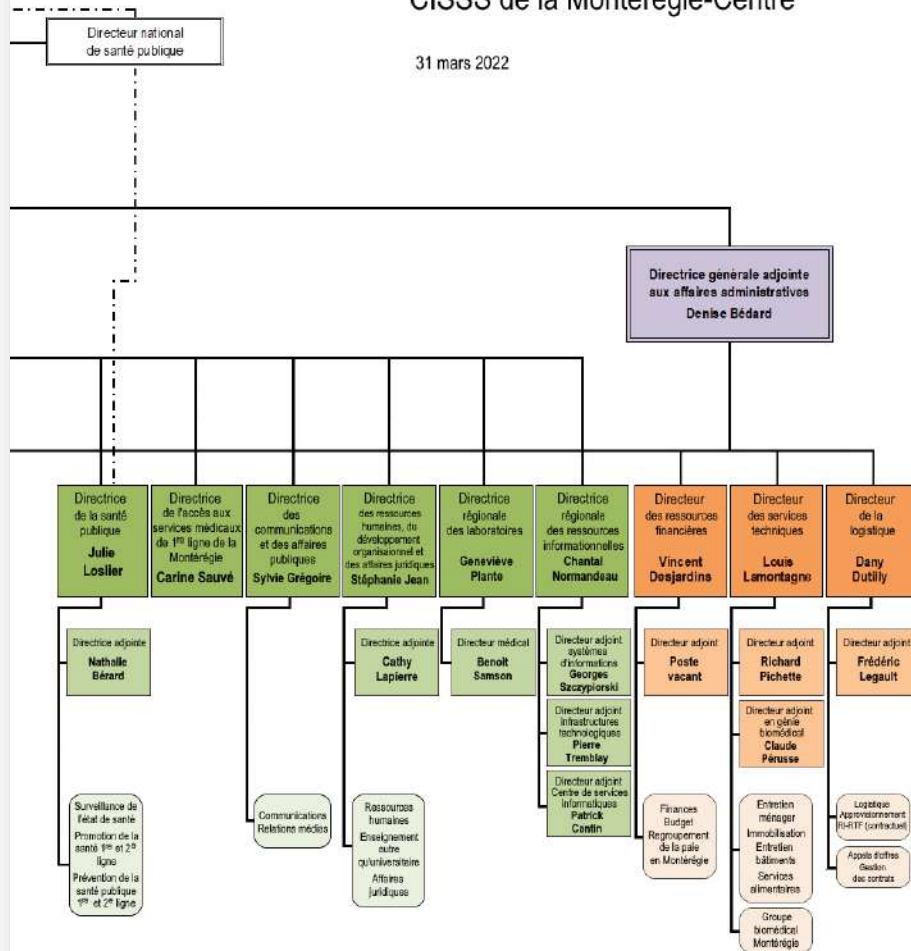 CISSS de la Montérégie-Centre
31 mars 2022
Directeur national
de santé publique
Directrice générale adjointe
aux affaires administratives
Denise Bédard
Directrice
de la santé
publique
Julie
Loslier
Directrice
de l'accès aux
services médicaux
de 1re ligne de la
Montérégie
Carine Sauvé
Directrice
des
communications
et des affaires
publiques
Sylvie Grégoire
Directrice
des ressources
humaines, du
développement
organisaionnel et
des affaires juridiques
Stéphanie Jean
Directrice
régionale
des laboratoires
Geneviève
Plante
Directrice
régionale
des ressources
informationnelles
Chantal
Normandeau
Directeur
des ressources
financières
Vincent
Desjardins
Directeur
des services
techniques
Louis
Lamontagne
Directeur
de la
logistique
Dany
Dutilly
Directrice adjointe
Nathalie
Bérard
Directrice adjointe
Cathy
Lapierre
Directeur médical
Benoit
Samson
Directeur adjoint
systèmes
d'informations
Georges
Szczypiorski
Directeur adjoint
Poste
vacant
Directeur adjoint
Richard
Pichette
Directeur adjoint
Frédéric
Legault
Directeur adjoint
infrastructures
technologiques
Pierre
Tremblay
Directeur adjoint
en génie
biomédical
Claude
Pérusse
Directeur adjoint
Centre de services
informatiques
Patrick
Cantin
Surveillance de
l'état de santé
Promotion de la
santé 1re et 2e
ligne
Prévention de la
santé publique
1re et 2e ligne
Communications
Relations médias
Ressources
humaines
Enseignement
autre
qu'universitaire
Affaires
juridiques
Finances
Budget
Regroupement
de la paie
en Montérégie
Entretien
ménager
Immobilisation
Entretien
bâtiments
Services
alimentaires
Groupe
biomédical
Montérégie
Logistique
Approvisionnement
RI-RTF (contractuel)
Appels d'offres
Gestion
des contrats